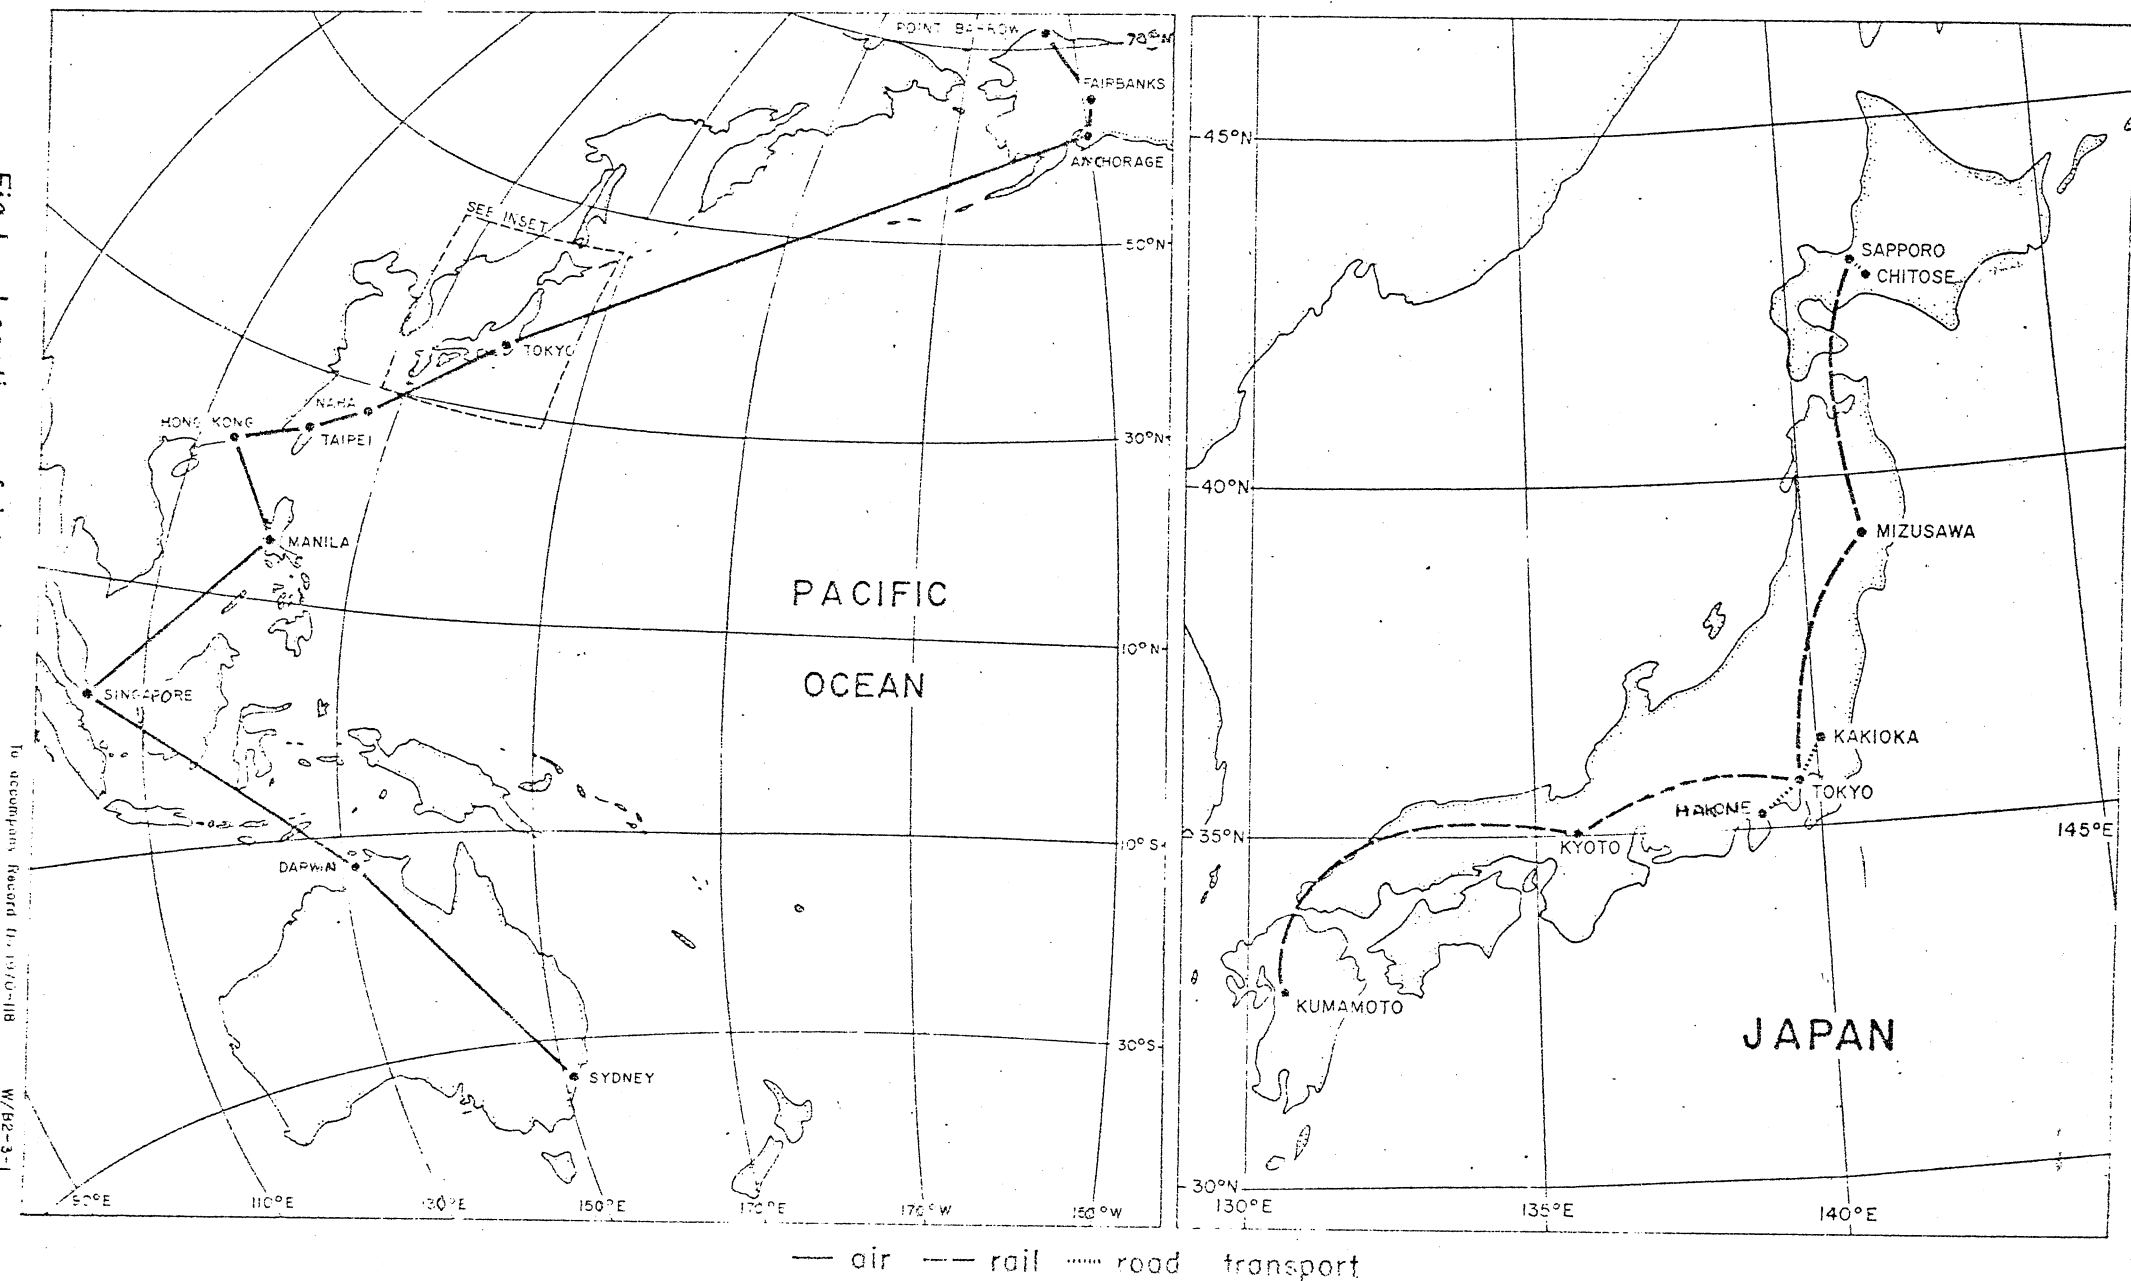 POINT BARROW
70°N
FAIRBANKS
ANCHORAGE
SEE INSET
50°N
TOKYO
NAHA
HONG KONG
TAIPEI
30°N
MANILA
PACIFIC
OCEAN
10°N
SINGAPORE
10°S
DARWIN
30°S
SYDNEY
90°E
110°E
130°E
150°E
170°E
170°W
150°W
45°N
SAPPORO
CHITOSE
40°N
MIZUSAWA
KAKIOKA
TOKYO
HAKONE
35°N
KYOTO
145°E
KUMAMOTO
JAPAN
30°N
130°E
135°E
140°E
air rail road transport
To accompany Record
W/B2-3-1